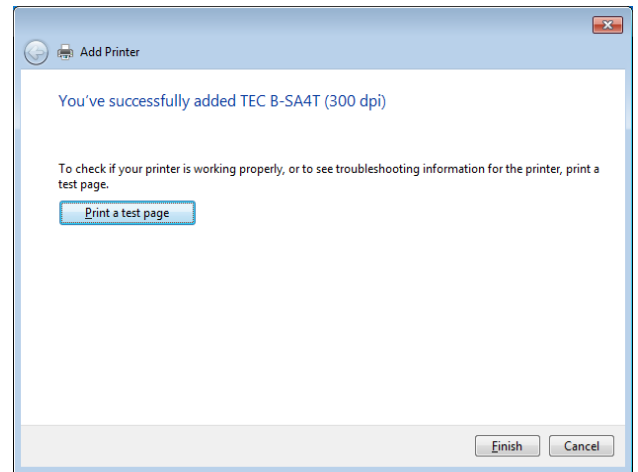 Add Printer
You've successfully added TEC B-SA4T (300 dpi)
To check if your printer is working properly, or to see troubleshooting information for the printer, print a
test page.
Print a test page
Finish
Cancel